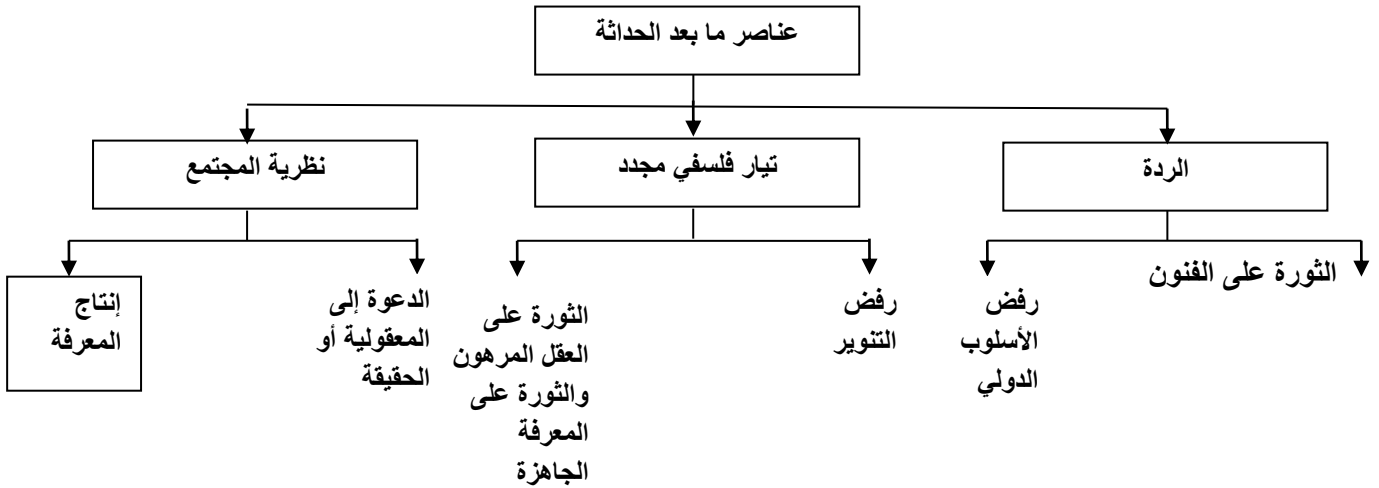 عناصر ما بعد الحداثة
الردة
تيار فلسفي مجدد
نظرية المجتمع
الثورة على الفنون
رفض
الأسلوب
الدولي
رفض
التنوير
الثورة على
العقل المرهون
والثورة على
المعرفة
الجاهزة
الدعوة إلى
المعقولية أو
الحقيقة
إنتاج
المعرفة